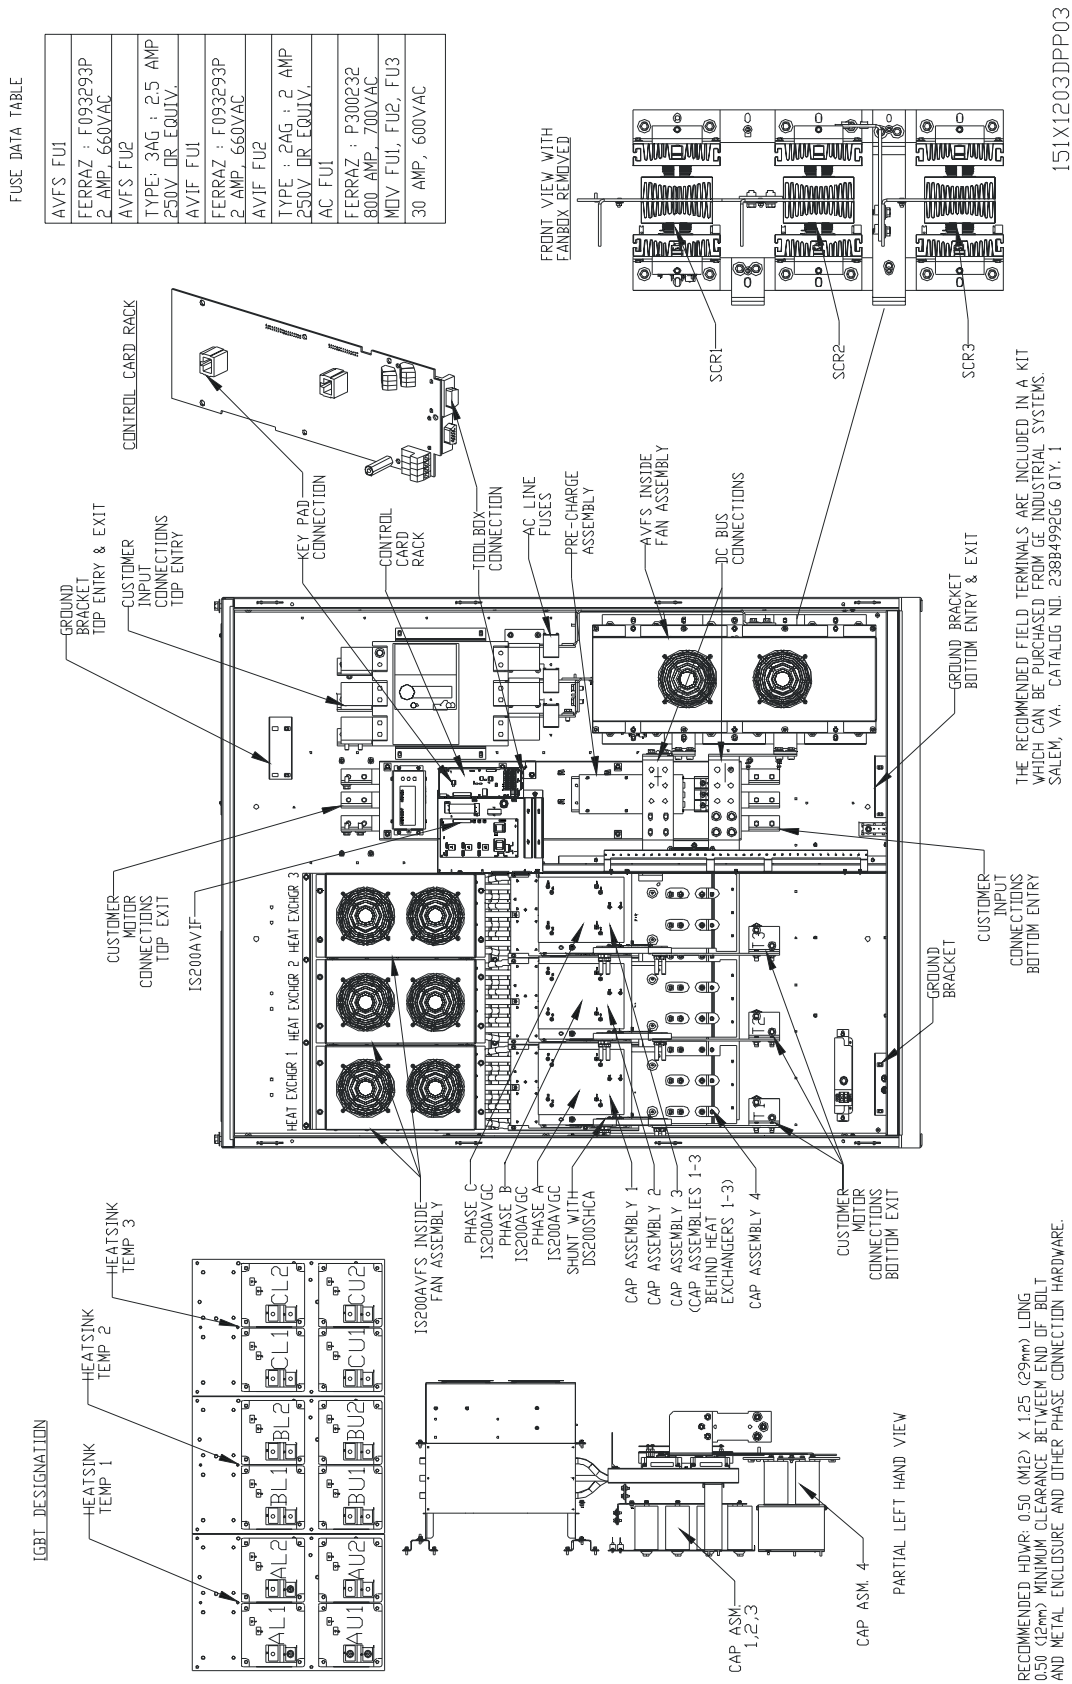 FUSE DATA TABLE
AVFS FU1
FERRAZ : F093293P
2 AMP, 660VAC
AVFS FU2
TYPE: 3AG : 2.5 AMP
250V OR EQUIV.
AVIF FU1
FERRAZ : F093293P
2 AMP, 660VAC
AVIF FU2
TYPE : 2AG : 2 AMP
250V OR EQUIV.
AC FU1
FERRAZ : P300232
800 AMP, 700VAC
MOV FU1, FU2, FU3
30 AMP, 600VAC
CONTROL CARD RACK
KEY PAD
CONNECTION
CONTROL
CARD
RACK
TOOLBOX
CONNECTION
AC LINE
FUSES
PRE-CHARGE
ASSEMBLY
AVFS INSIDE
FAN ASSEMBLY
DC BUS
CONNECTIONS
FRONT VIEW WITH
FANBOX REMOVED
SCR1
SCR2
SCR3
GROUND
BRACKET
TOP ENTRY & EXIT
CUSTOMER
INPUT
CONNECTIONS
TOP ENTRY
CUSTOMER
MOTOR
CONNECTIONS
TOP EXIT
IS200AVIF
HEAT EXCHGR 1
HEAT EXCHGR 2
HEAT EXCHGR 3
T1
T2
T3
GROUND BRACKET
BOTTOM ENTRY & EXIT
CUSTOMER
INPUT
CONNECTIONS
BOTTOM ENTRY
GROUND
BRACKET
IS200AVFS INSIDE
FAN ASSEMBLY
PHASE C
IS200AVGC
PHASE B
IS200AVGC
PHASE A
IS200AVGC
SHUNT WITH
DS200SHCA
CAP ASSEMBLY 1
CAP ASSEMBLY 2
CAP ASSEMBLY 3
(CAP ASSEMBLIES 1-3
BEHIND HEAT
EXCHANGERS 1-3)
CAP ASSEMBLY 4
CUSTOMER
MOTOR
CONNECTIONS
BOTTOM EXIT
IGBT DESIGNATION
HEATSINK
TEMP 1
HEATSINK
TEMP 2
HEATSINK
TEMP 3
AL1
AL2
BL1
BL2
CL1
CL2
AU1
AU2
BU1
BU2
CU1
CU2
CAP ASM.
1,2,3
CAP ASM. 4
PARTIAL LEFT HAND VIEW
RECOMMENDED HDWR: 0.50 (M12) X 1.25 (29mm) LONG
0.50 (12mm) MINIMUM CLEARANCE BETWEEM END OF BOLT
AND METAL ENCLOSURE AND OTHER PHASE CONNECTION HARDWARE.
THE RECOMMENDED FIELD TERMINALS ARE INCLUDED IN A KIT
WHICH CAN BE PURCHASED FROM GE INDUSTRIAL SYSTEMS.
SALEM, VA. CATALOG NO. 238B4992G6 QTY. 1
151X1203DPP03